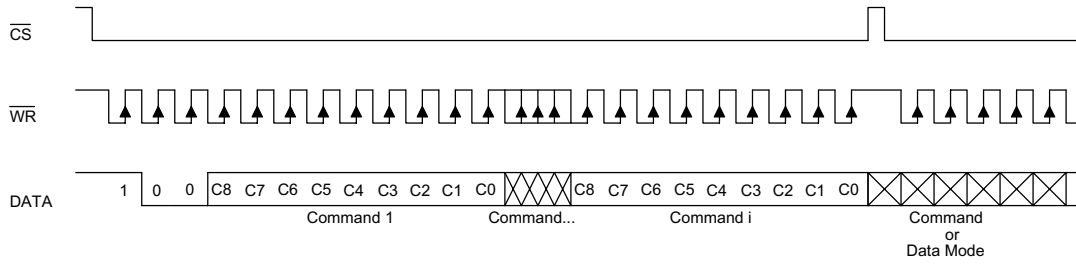 CS
WR
DATA 1 0 0 C8 C7 C6 C5 C4 C3 C2 C1 C0 C8 C7 C6 C5 C4 C3 C2 C1 C0
Command 1 Command... Command i Command
or
Data Mode